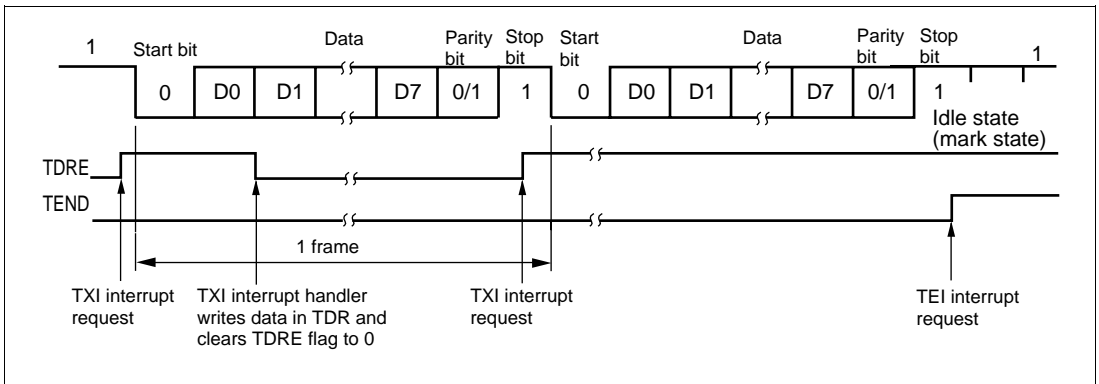 1 Start bit Data Parity bit Stop bit Start bit Data Parity bit Stop bit 1
0 D0 D1 D7 0/1 1 0 D0 D1 D7 0/1 1
Idle state
(mark state)
TDRE
TEND
1 frame
TXI interrupt
request
TXI interrupt handler
writes data in TDR and
clears TDRE flag to 0
TXI interrupt
request
TEI interrupt
request